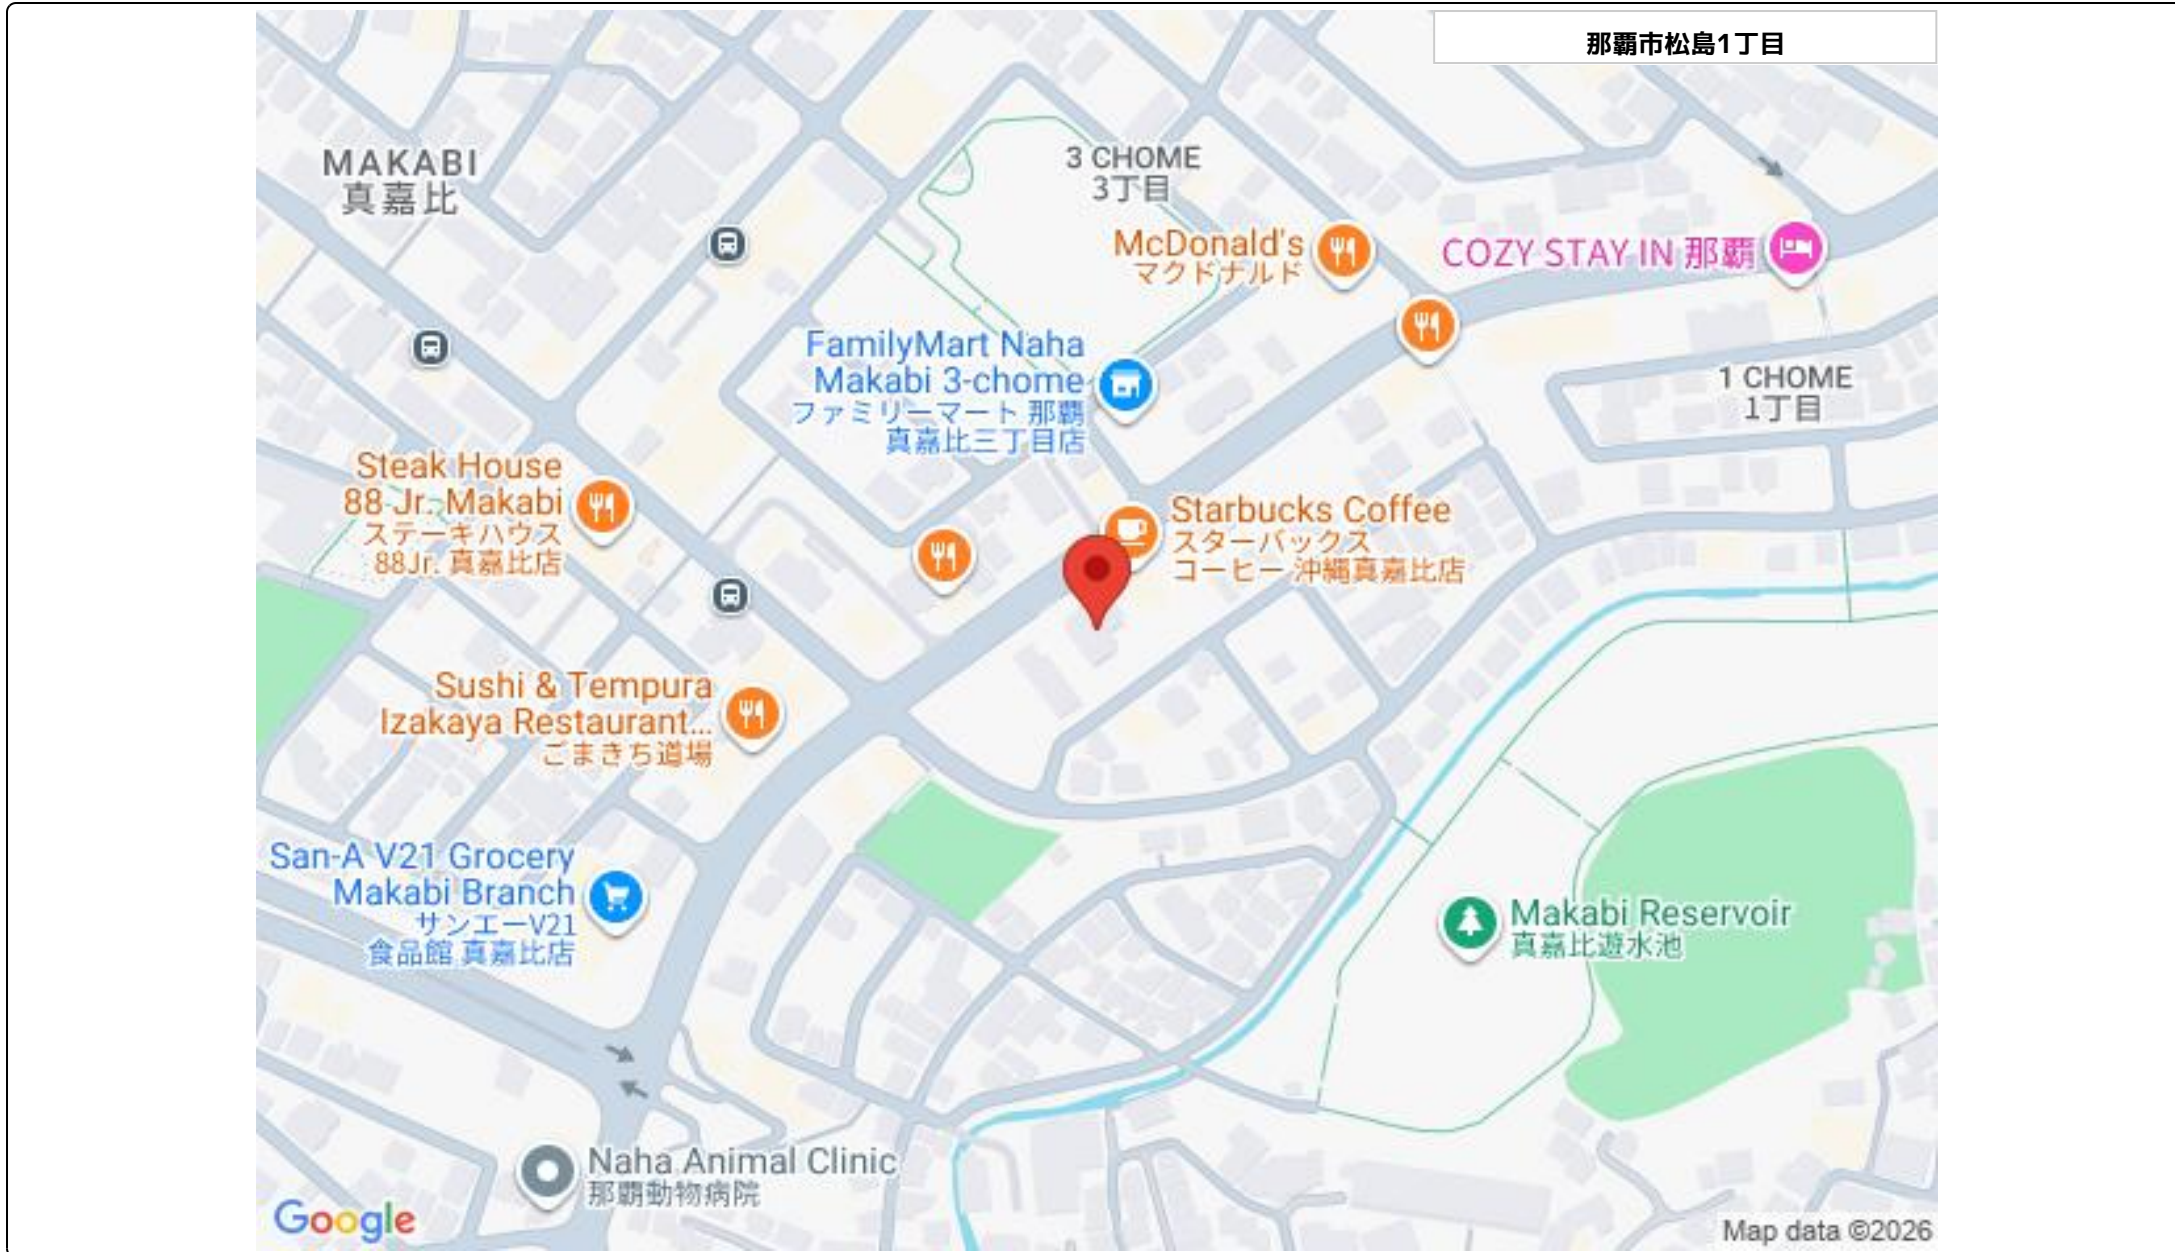 那覇市松島1丁目
MAKABI
真嘉比
3 CHOME
3丁目
McDonald's
マクドナルド
COZY STAY IN 那覇
FamilyMart Naha
Makabi 3-chome
ファミリーマート 那覇
真嘉比三丁目店
1 CHOME
1丁目
Steak House
88 Jr. Makabi
ステーキハウス
88Jr. 真嘉比店
Starbucks Coffee
スターバックス
コーヒー 沖縄真嘉比店
Sushi & Tempura
Izakaya Restaurant...
ごまきち道場
San-A V21 Grocery
Makabi Branch
サンエーV21
食品館 真嘉比店
Makabi Reservoir
真嘉比遊水池
Naha Animal Clinic
那覇動物病院
Google
Map data ©2026